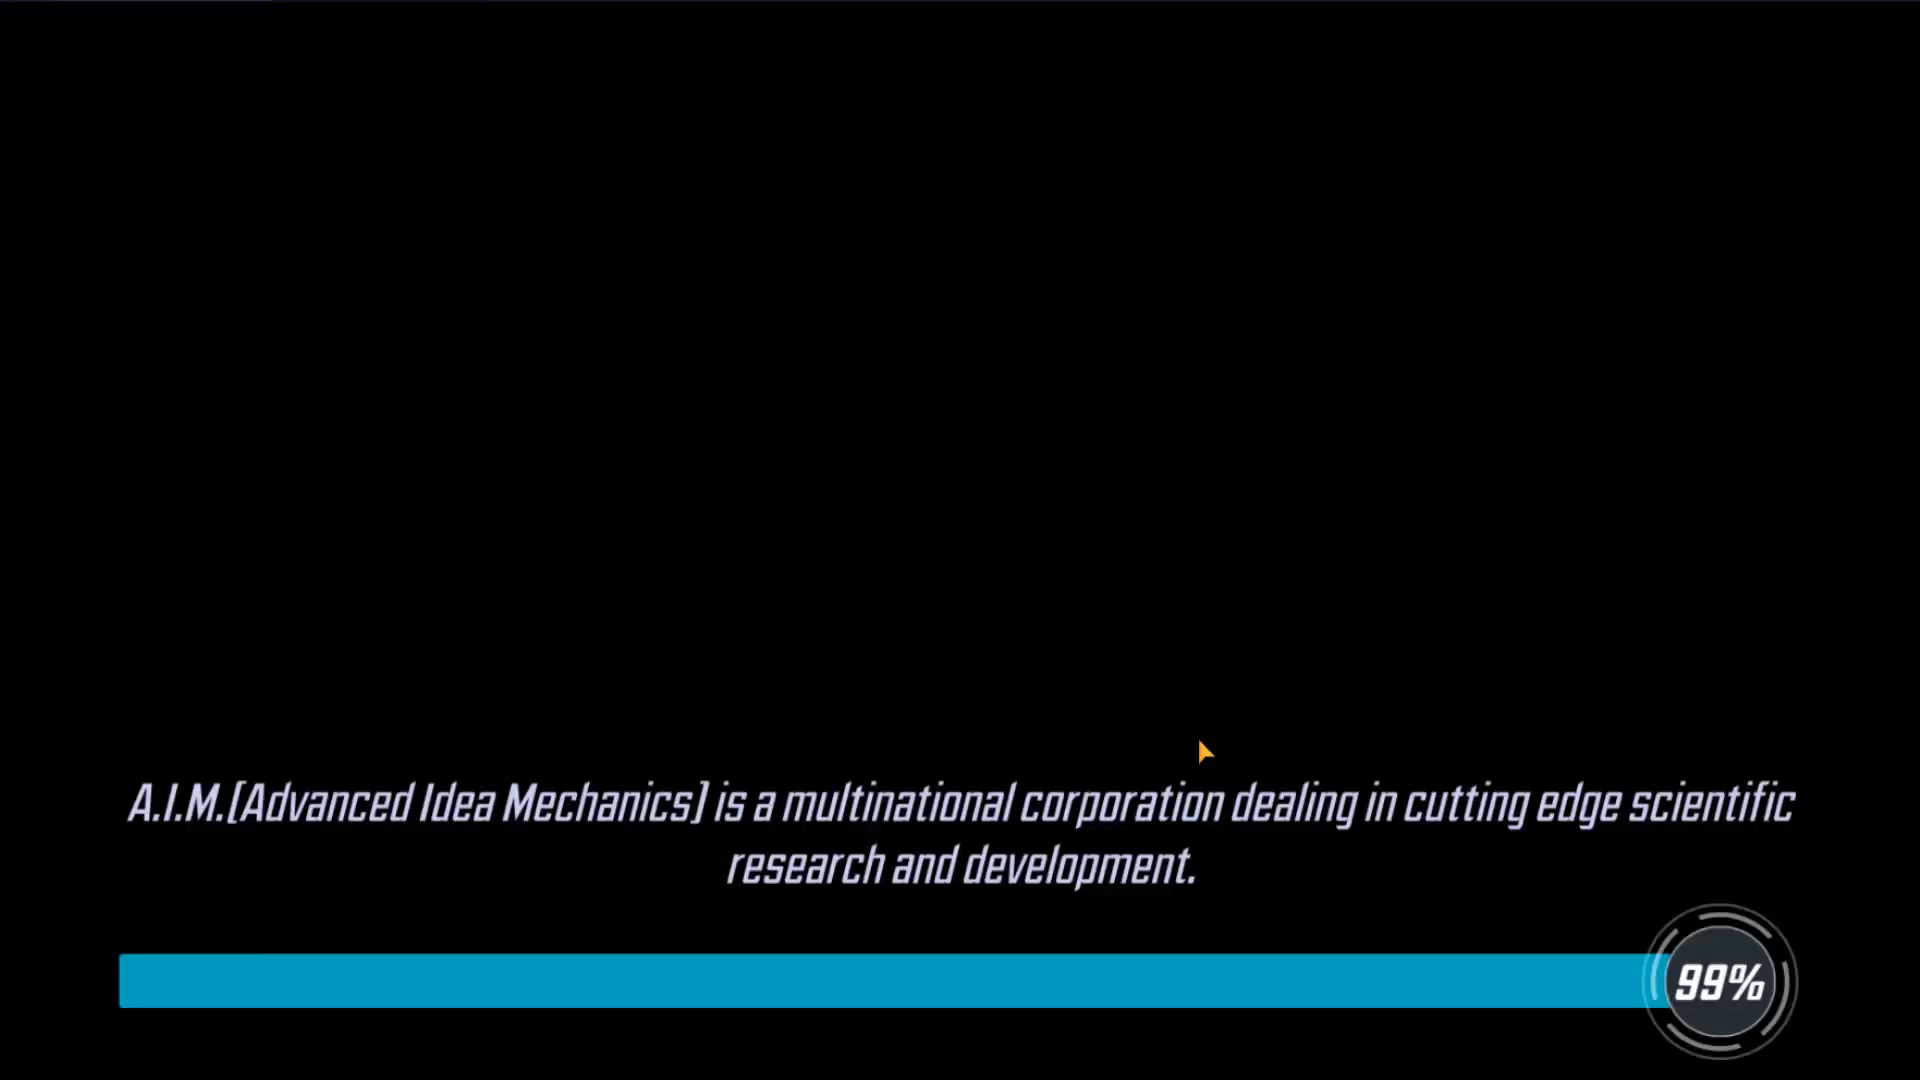 A.I.M.(Advanced Idea Mechanics) is a multinational corporation dealing in cutting edge scientific
research and development.
99%